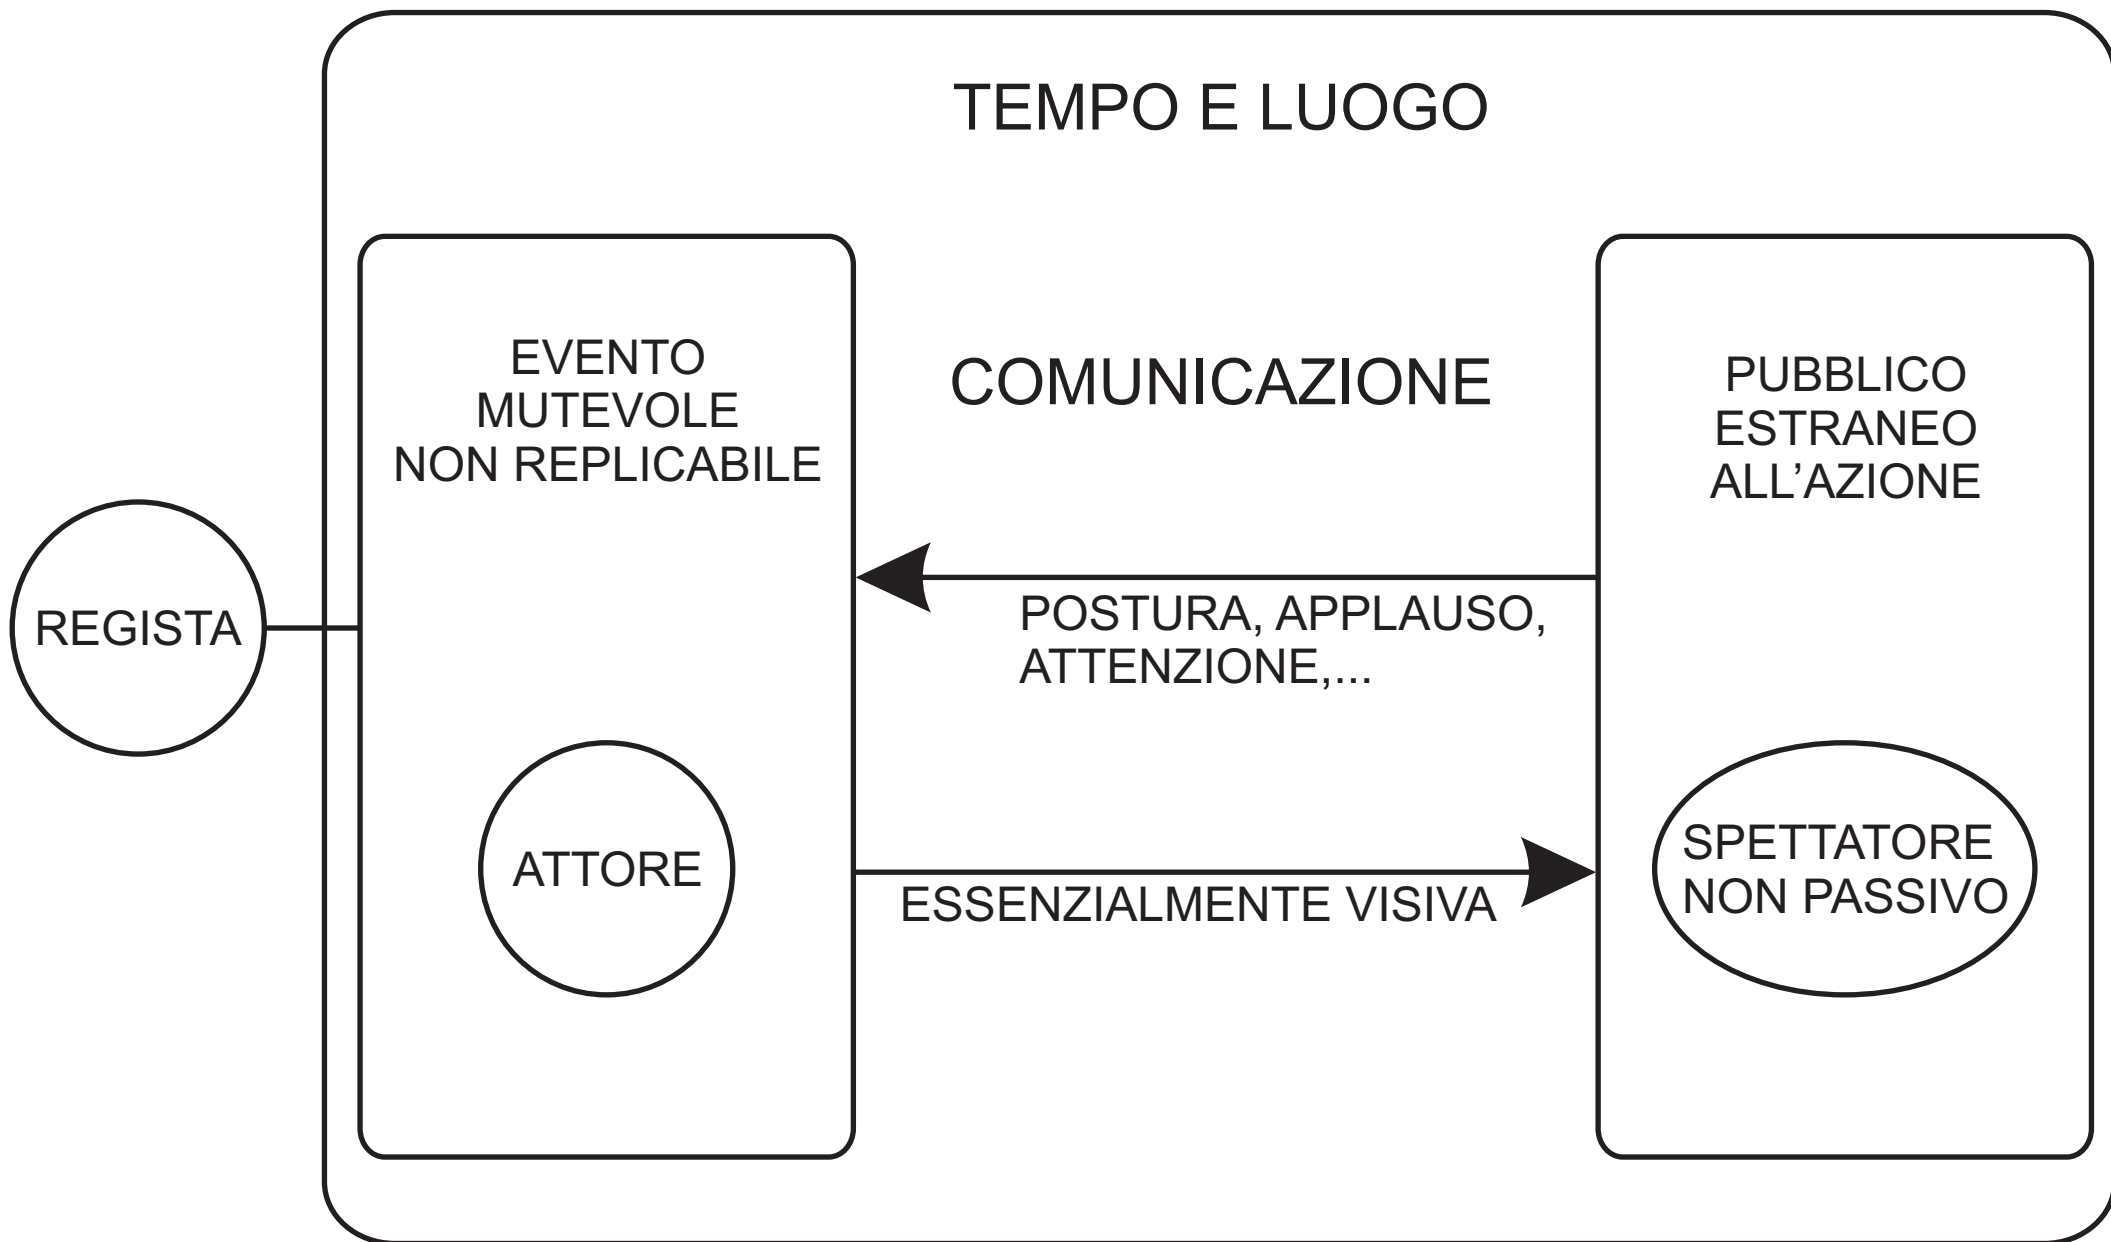 TEMPO E LUOGO
EVENTO
MUTEVOLE
NON REPLICABILE
COMUNICAZIONE
PUBBLICO
ESTRANEO
ALL’AZIONE
REGISTA
POSTURA, APPLAUSO,
ATTENZIONE,...
ATTORE
ESSENZIALMENTE VISIVA
SPETTATORE
NON PASSIVO